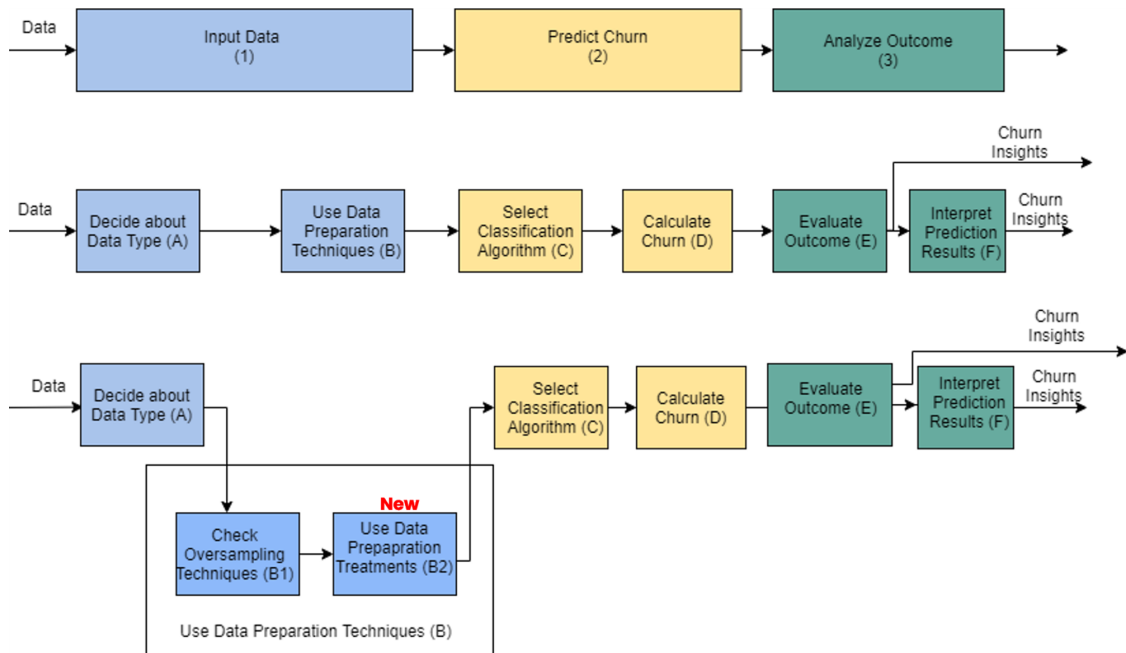 Data
Input Data
(1)
Predict Churn
(2)
Analyze Outcome
(3)
Churn
Insights
Data
Decide about
Data Type (A)
Use Data
Preparation
Techniques (B)
Select
Classification
Algorithm (C)
Calculate
Churn (D)
Evaluate
Outcome (E)
Interpret
Prediction
Results (F)
Churn
Insights
Churn
Insights
Data
Decide about
Data Type (A)
Select
Classification
Algorithm (C)
Calculate
Churn (D)
Evaluate
Outcome (E)
Interpret
Prediction
Results (F)
Churn
Insights
New
Check
Oversampling
Techniques (B1)
Use Data
Prepapration
Treatments (B2)
Use Data Preparation Techniques (B)